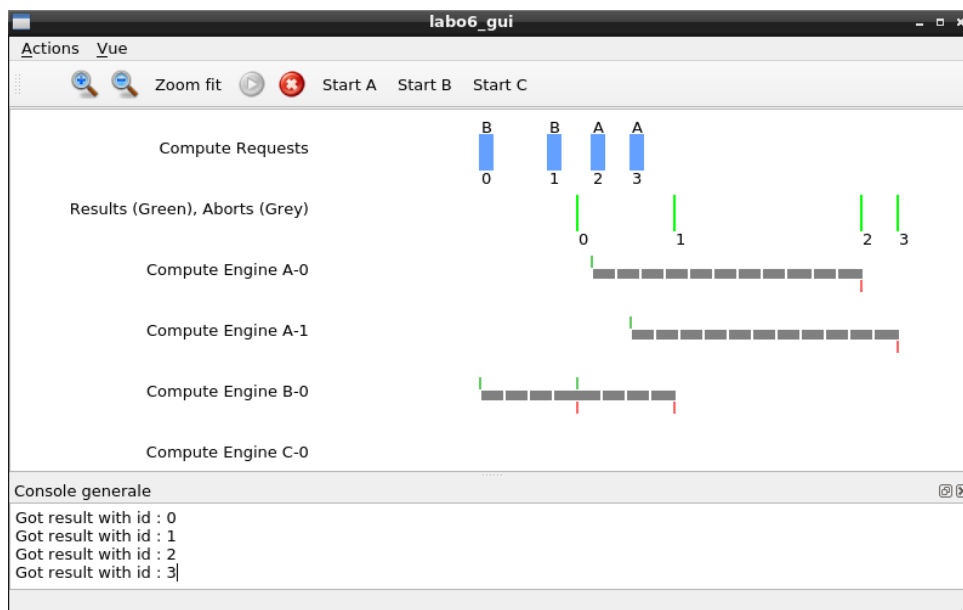 labo6_gui
Actions Vue
Zoom fit Start A Start B Start C
B B A A
Compute Requests
0 1 2 3
Results (Green), Aborts (Grey)
0 1 2 3
Compute Engine A-0
Compute Engine A-1
Compute Engine B-0
Compute Engine C-0
Console generale
Got result with id : 0
Got result with id : 1
Got result with id : 2
Got result with id : 3